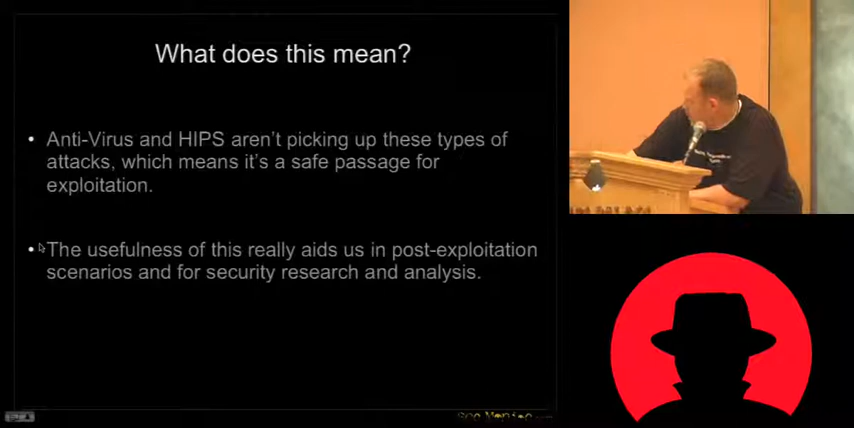 What does this mean?
• Anti-Virus and HIPS aren't picking up these types of
attacks, which means it's a safe passage for
exploitation.
• The usefulness of this really aids us in post-exploitation
scenarios and for security research and analysis.